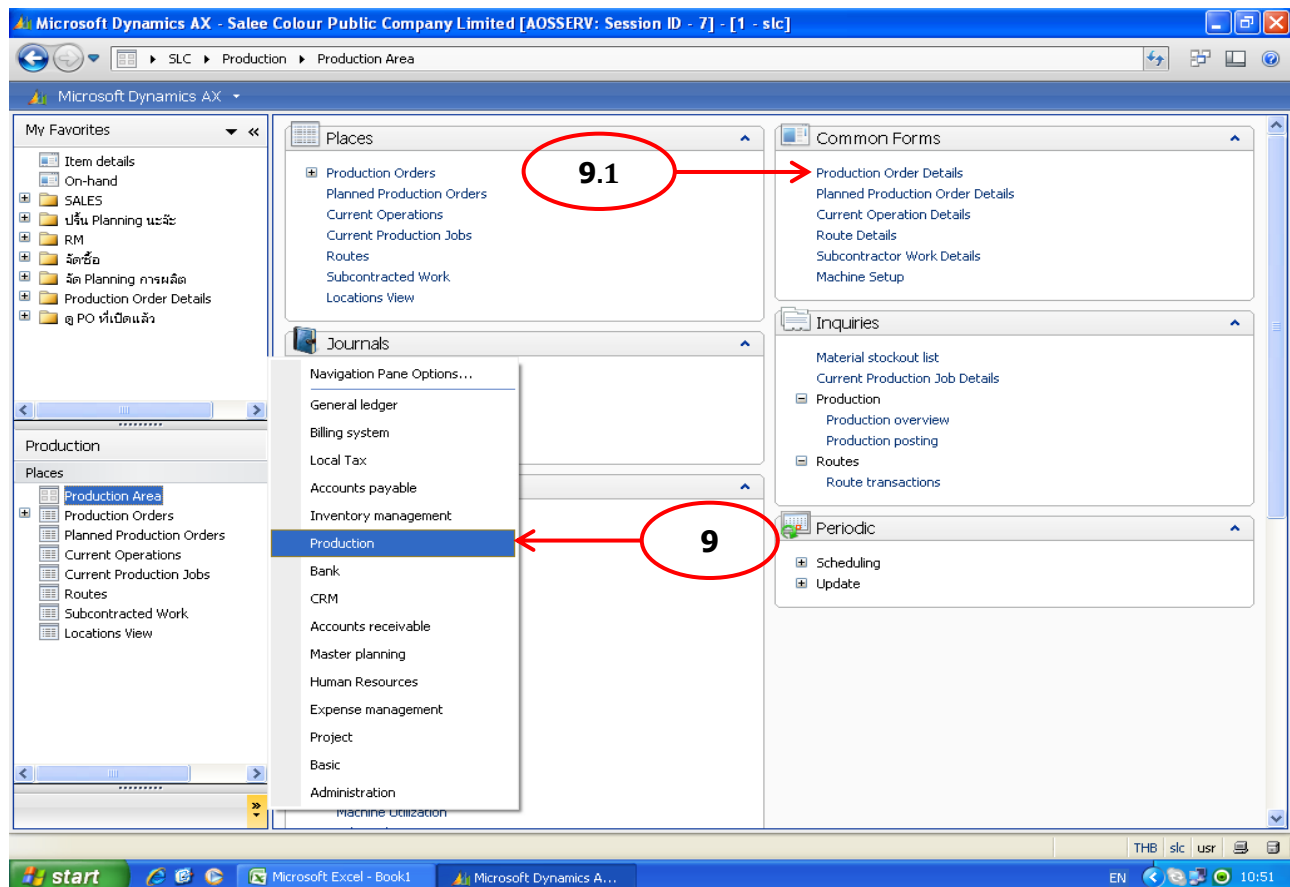 Microsoft Dynamics AX - Salee Colour Public Company Limited [AOSSERV: Session ID - 7] - [1 - slc]
SLC Production Production Area
Microsoft Dynamics AX
My Favorites
Item details
On-hand
SALES
ปริ้น Planning นะจ๊ะ
RM
จัดซื้อ
จัด Planning การผลิต
Production Order Details
ดู PO ที่เปิดแล้ว
Production
Places
Production Area
Production Orders
Planned Production Orders
Current Operations
Current Production Jobs
Routes
Subcontracted Work
Locations View
Places
Production Orders
Planned Production Orders
Current Operations
Current Production Jobs
Routes
Subcontracted Work
Locations View
9.1
Journals
Navigation Pane Options...
General ledger
Billing system
Local Tax
Accounts payable
Inventory management
Production
Bank
CRM
Accounts receivable
Master planning
Human Resources
Expense management
Project
Basic
Administration
Machine Utilization
9
Common Forms
Production Order Details
Planned Production Order Details
Current Operation Details
Route Details
Subcontractor Work Details
Machine Setup
Inquiries
Material stockout list
Current Production Job Details
Production
Production overview
Production posting
Routes
Route transactions
Periodic
Scheduling
Update
THB slc usr
start
Microsoft Excel - Book1
Microsoft Dynamics A...
EN
10:51